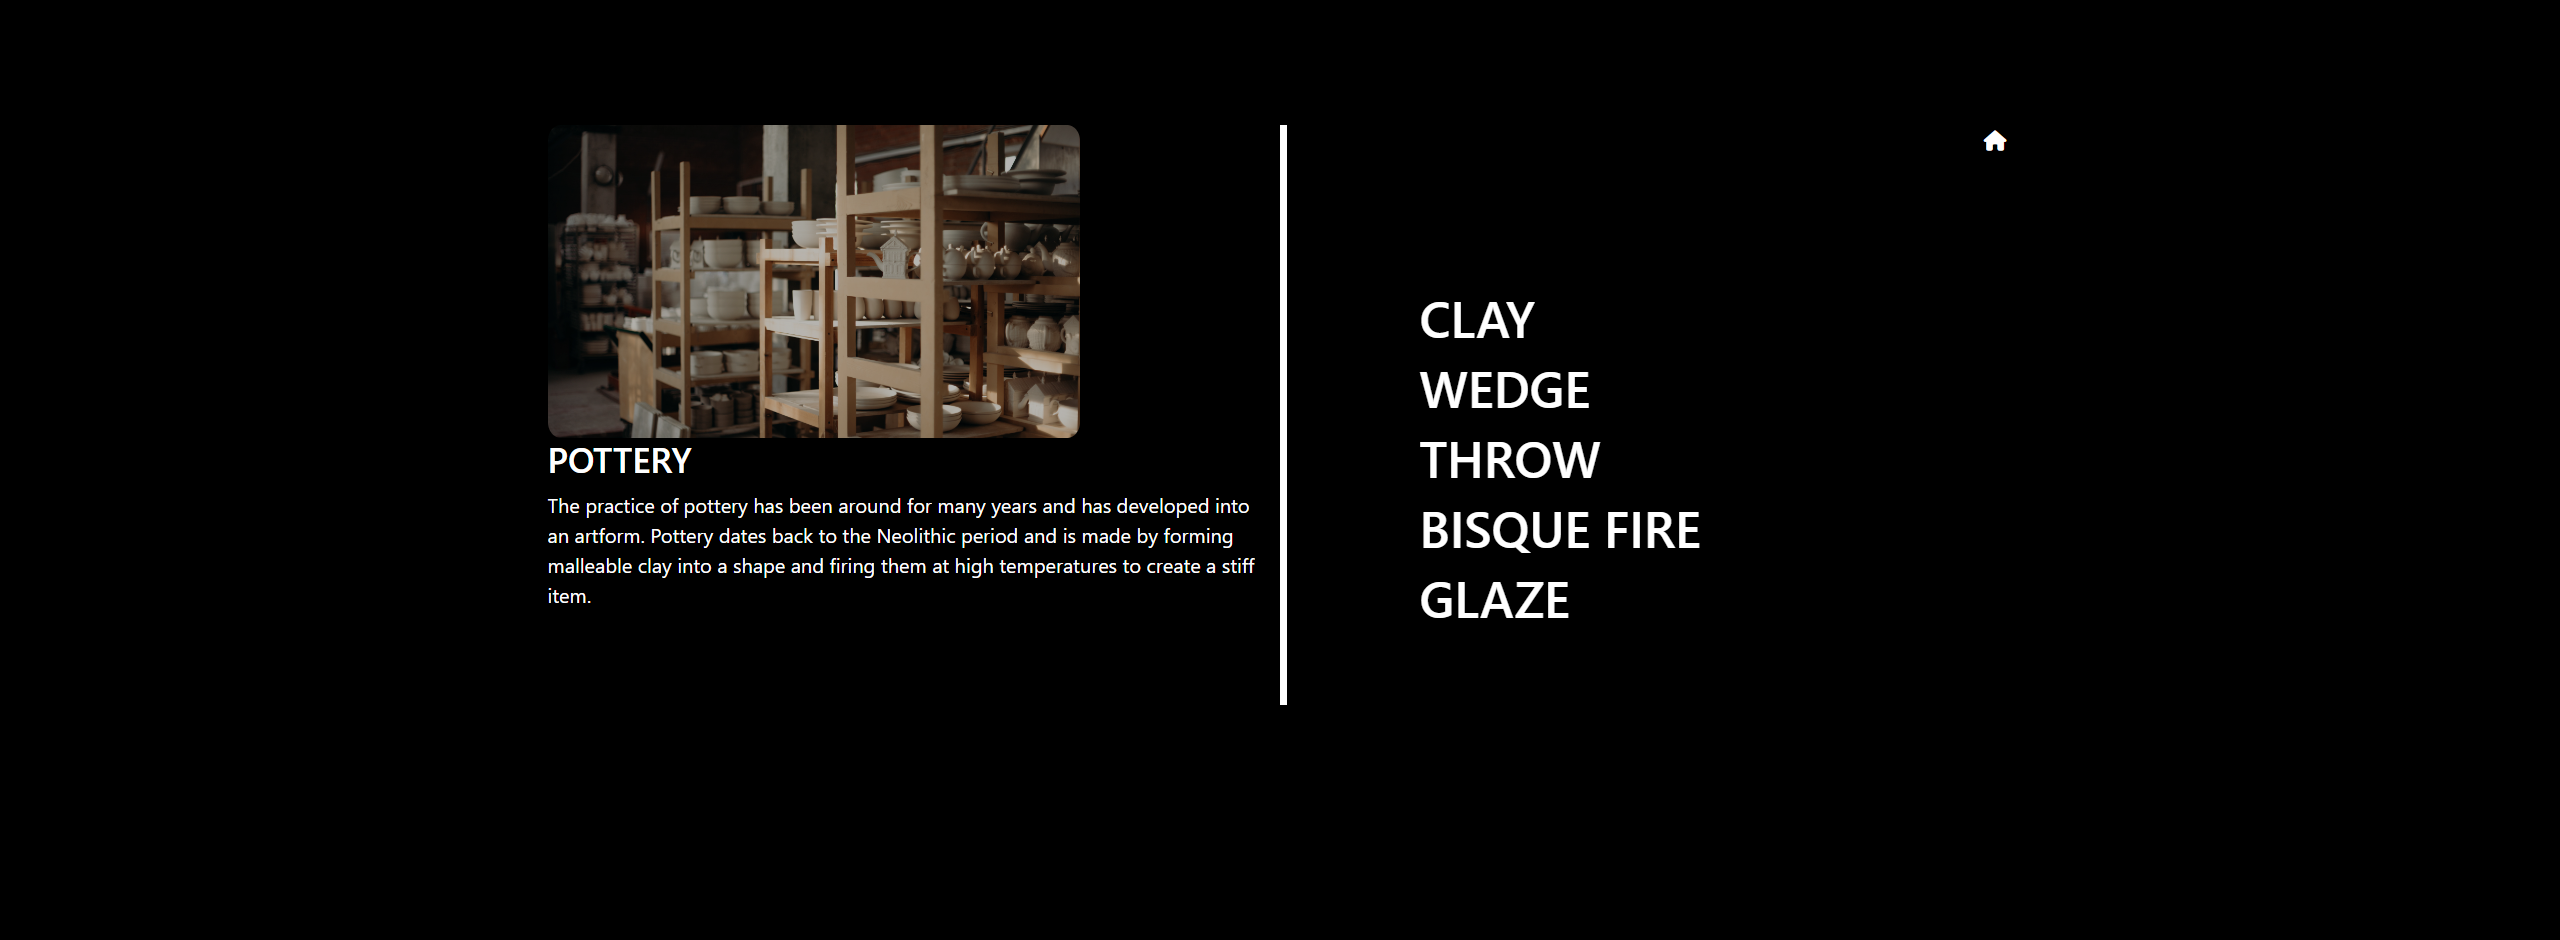 POTTERY
The practice of pottery has been around for many years and has developed into
an artform. Pottery dates back to the Neolithic period and is made by forming
malleable clay into a shape and firing them at high temperatures to create a stiff
item.
CLAY
WEDGE
THROW
BISQUE FIRE
GLAZE